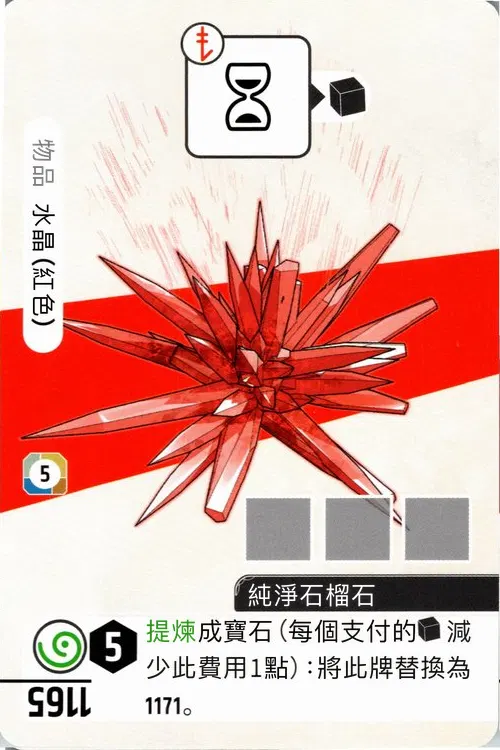 物品 水晶(紅色)
5
純淨石榴石
5 提煉成寶石(每個支付的 減
少此費用1點):將此牌替換為
1171。
1165